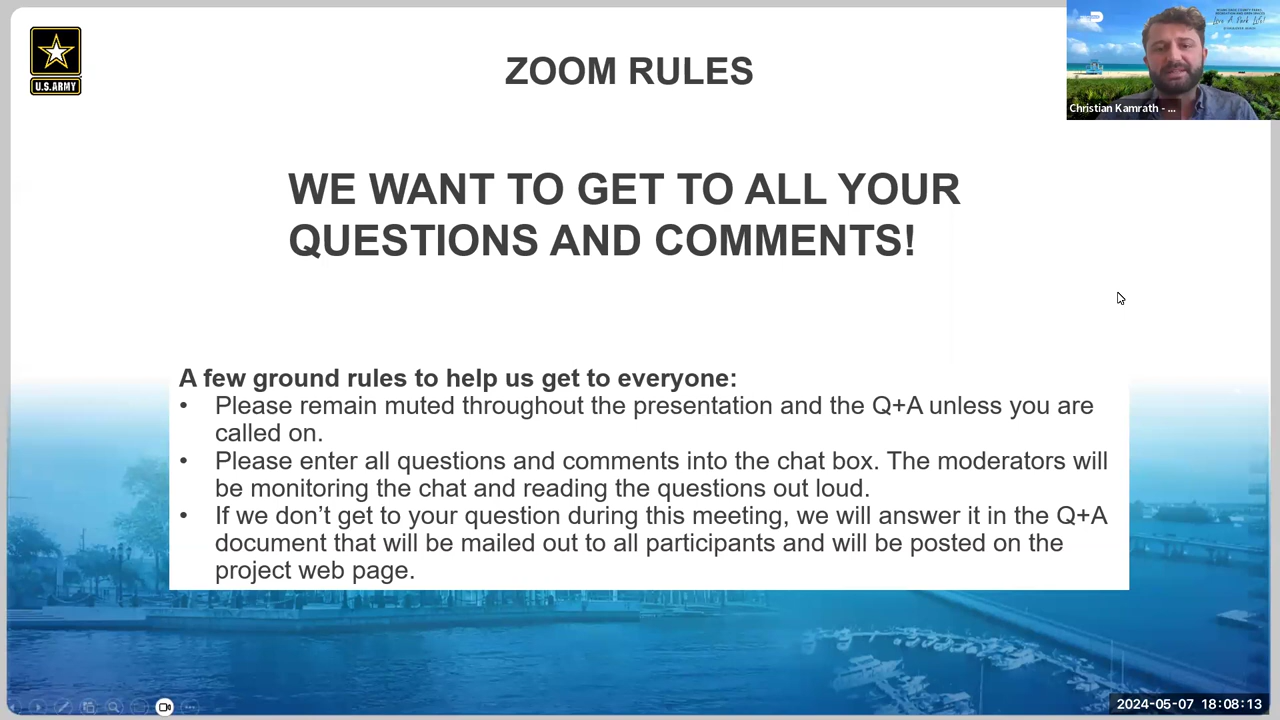 U.S.ARMY
ZOOM RULES
Christian Kamrath - ...
WE WANT TO GET TO ALL YOUR
QUESTIONS AND COMMENTS!
A few ground rules to help us get to everyone:
• Please remain muted throughout the presentation and the Q+A unless you are
called on.
• Please enter all questions and comments into the chat box. The moderators will
be monitoring the chat and reading the questions out loud.
• If we don’t get to your question during this meeting, we will answer it in the Q+A
document that will be mailed out to all participants and will be posted on the
project web page.
2024-05-07 18:08:13